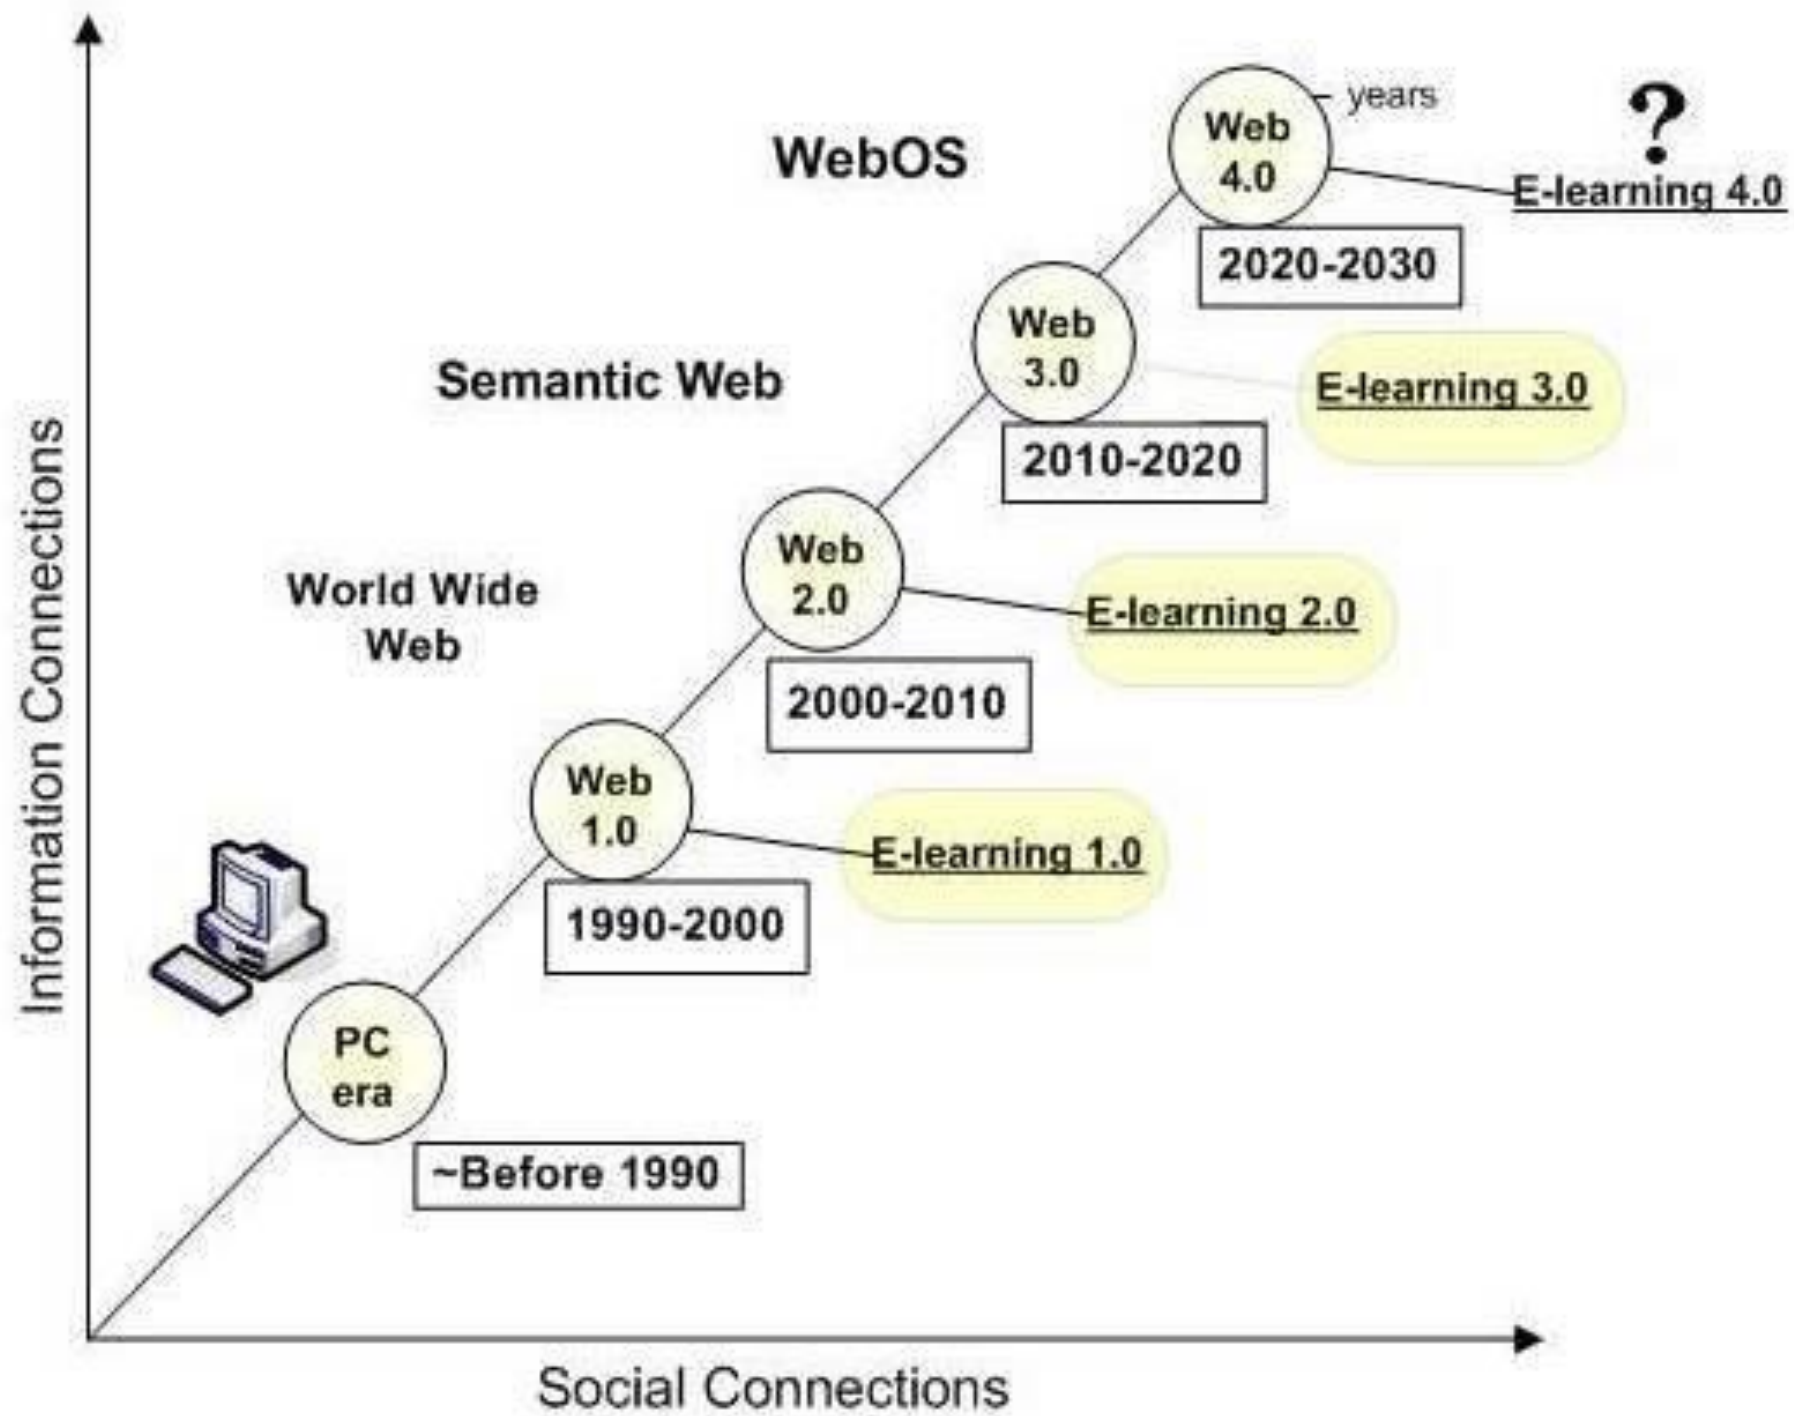 years
?
Web
4.0
WebOS
E-learning 4.0
2020-2030
Web
3.0
Semantic Web
E-learning 3.0
2010-2020
Web
2.0
World Wide
Web
E-learning 2.0
2000-2010
Web
1.0
E-learning 1.0
1990-2000
PC
era
~Before 1990
Information Connections
Social Connections